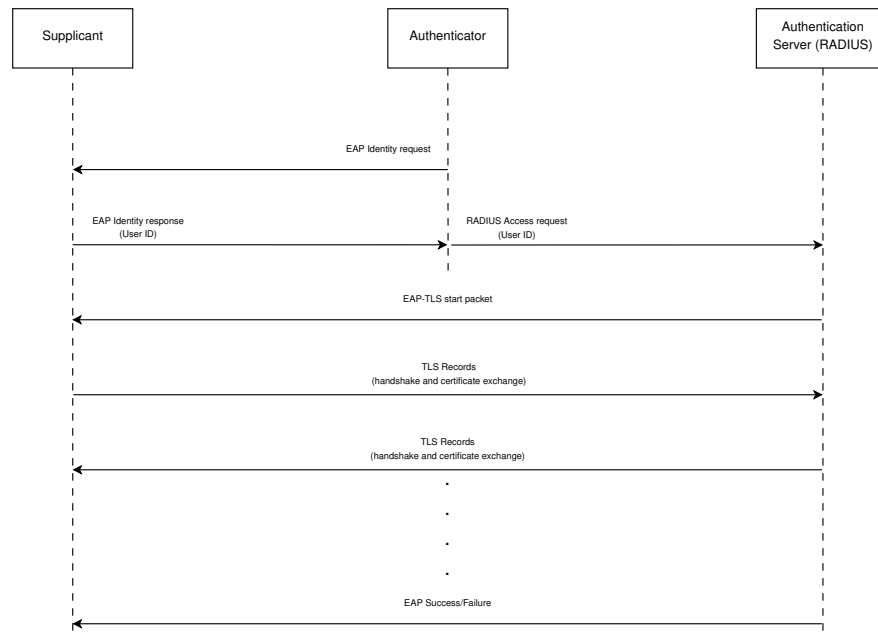 Supplicant
Authenticator
Authentication
Server (RADIUS)
EAP Identity request
EAP Identity response
(User ID)
RADIUS Access request
(User ID)
EAP-TLS start packet
TLS Records
(handshake and certificate exchange)
TLS Records
(handshake and certificate exchange)
EAP Success/Failure